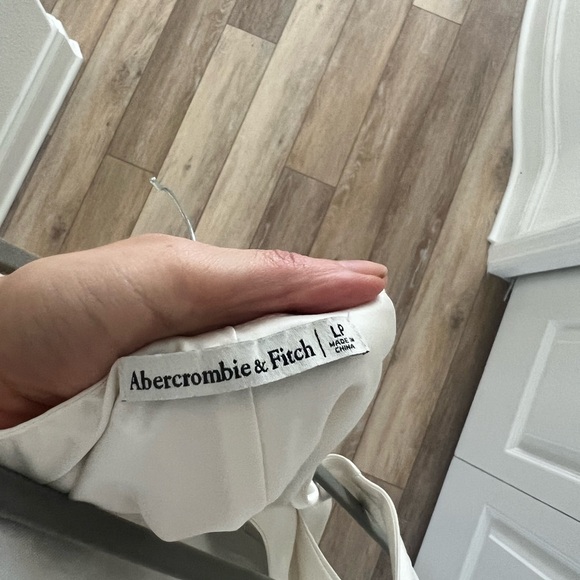 Abercrombie & Fitch | LP
MADE IN
CHINA